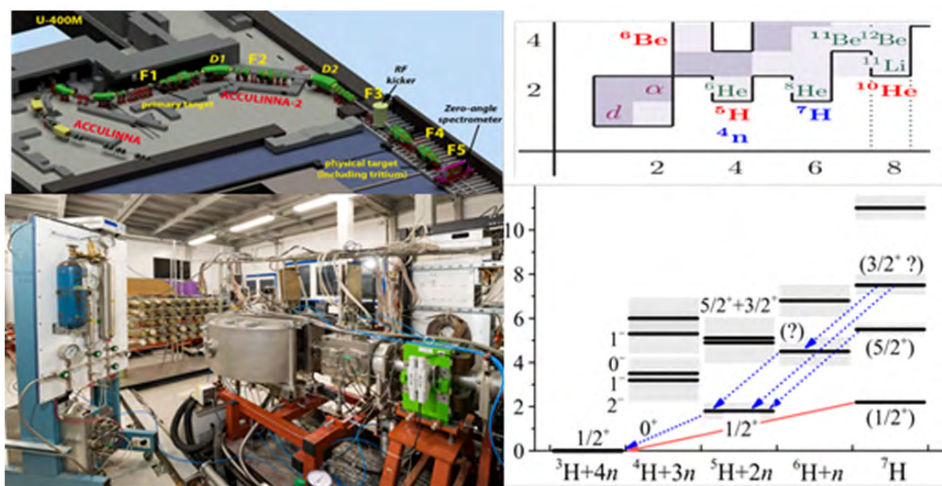 U-400M
F1
D1
F2
D2
RF
kicker
F3
Zero-angle
spectrometer
primary target
ACCULINNA-2
ACCULINNA
F4
F5
physical target
(including tritium)
4
⁶Be
¹¹Be ¹²Be
¹¹Li
2
α
⁶He
⁸He
¹⁰He
d
⁵H
⁷H
⁴n
2 4 6 8
10
(3/2⁺ ?)
8
5/2⁺+3/2⁺
6
(?)
1⁻
(5/2⁺)
4
0⁻
1⁻
2⁻
2
1/2⁺
0⁺
1/2⁺
(1/2⁺)
0
³H+4n ⁴H+3n ⁵H+2n ⁶H+n ⁷H